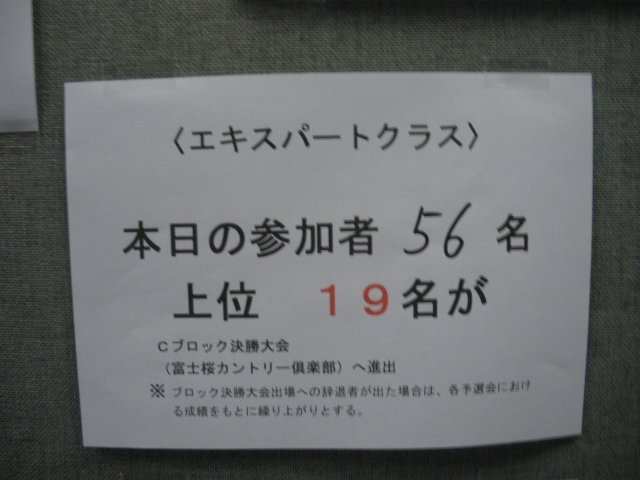 〈エキスパートクラス〉
本日の参加者 56 名
上位 19名が
Cブロック決勝大会
（富士桜カントリー倶楽部）へ進出
※ ブロック決勝大会出場への辞退者が出た場合は、各予選会におけ
る成績をもとに繰り上がりとする。